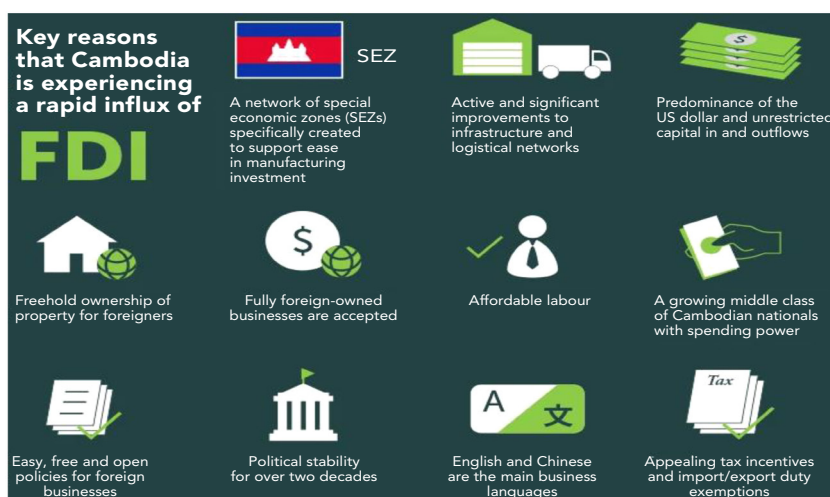 Key reasons
that Cambodia
is experiencing
a rapid influx of
FDI
SEZ
A network of special
economic zones (SEZs)
specifically created
to support ease
in manufacturing
investment
Active and significant
improvements to
infrastructure and
logistical networks
$
Predominance of the
US dollar and unrestricted
capital in and outflows
Freehold ownership of
property for foreigners
$
Fully foreign-owned
businesses are accepted
Affordable labour
A growing middle class
of Cambodian nationals
with spending power
Easy, free and open
policies for foreign
businesses
Political stability
for over two decades
A 文
English and Chinese
are the main business
languages
Tax
Appealing tax incentives
and import/export duty
exemptions